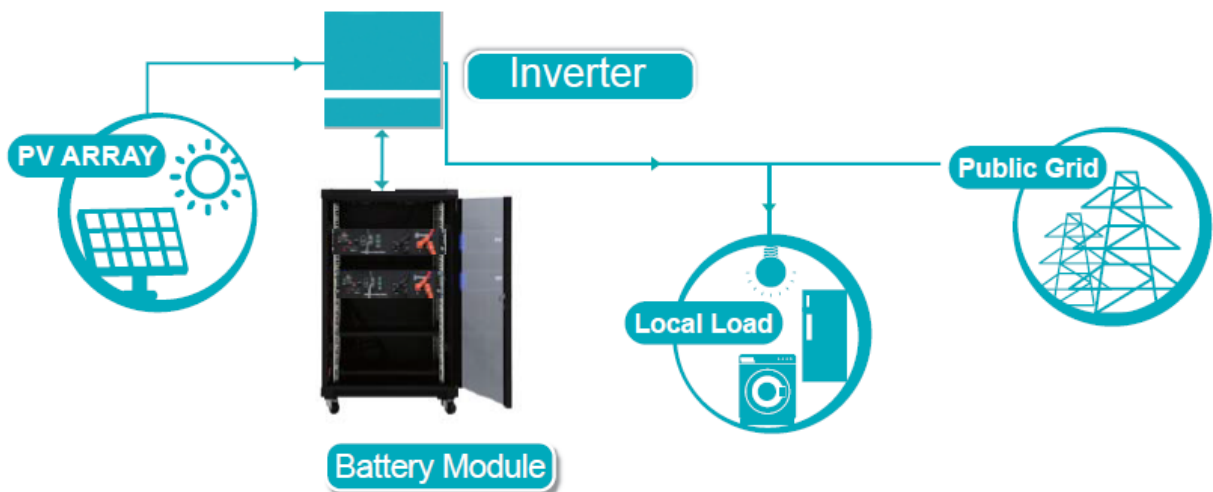 Inverter
PV ARRAY
Public Grid
Local Load
Battery Module